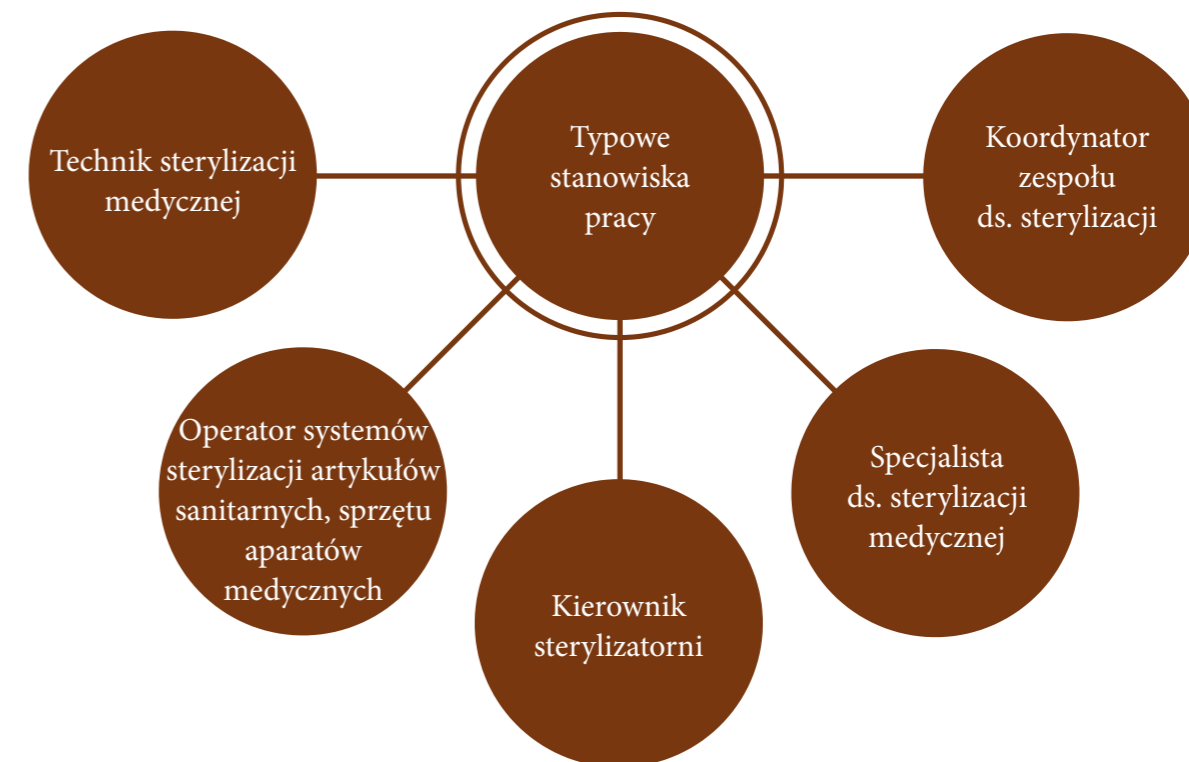 Typowe
stanowiska
pracy
Technik sterylizacji
medycznej
Operator systemów
sterylizacji artykułów
sanitarnych, sprzętu
aparatów
medycznych
Kierownik
sterylizatorni
Specjalista
ds. sterylizacji
medycznej
Koordynator
zespołu
ds. sterylizacji